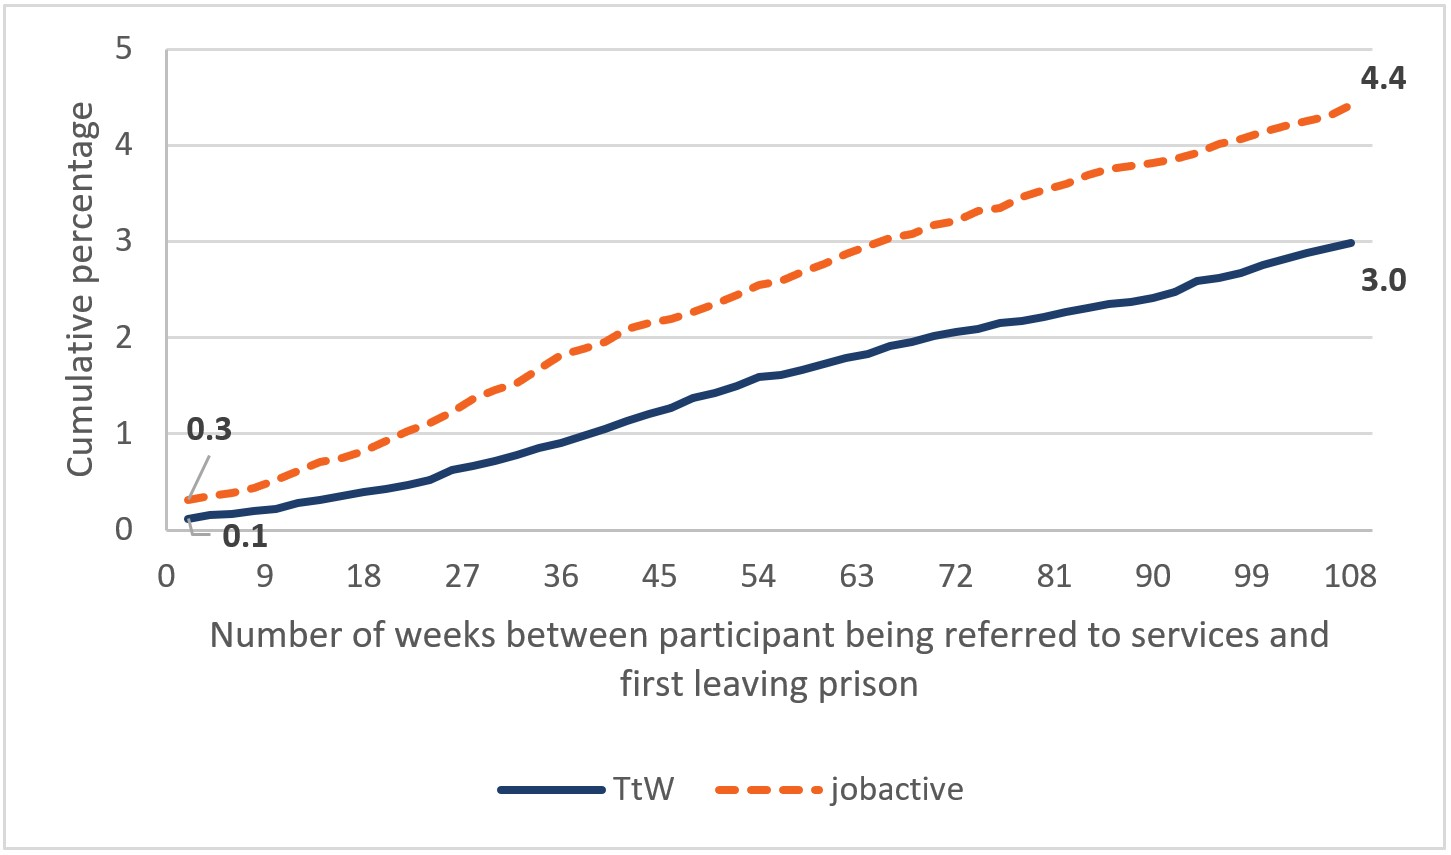 5
4.4
4
3
3.0
2
1
0.3
0
0.1
Cumulative percentage
0 9 18 27 36 45 54 63 72 81 90 99 108
Number of weeks between participant being referred to services and
first leaving prison
TtW jobactive